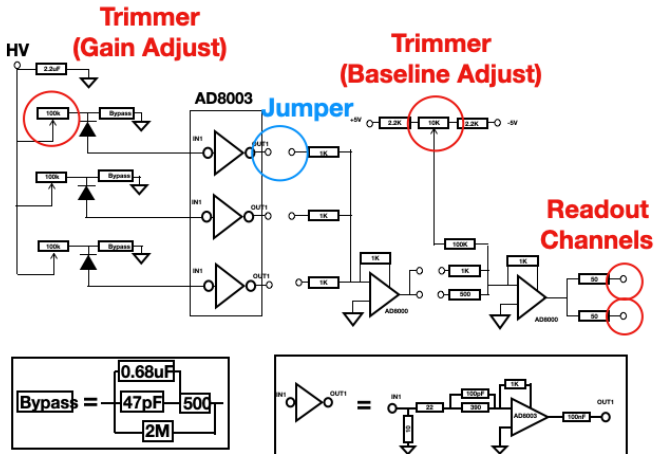 Trimmer
(Gain Adjust)
HV
2.2uF
100k
Bypass
AD8003
Jumper
IN1
OUT1
1K
Trimmer
(Baseline Adjust)
+5V
2.2K
10K
2.2K
-5V
100k
Bypass
OUT1
1K
100k
Bypass
IN1
OUT1
1K
1K
AD8000
100K
1K
500
1K
AD8000
Readout
Channels
50
50
Bypass
=
0.68uF
47pF
500
2M
IN1
OUT1
=
IN1
10
22
100pF
390
1K
AD8003
100nF
OUT1